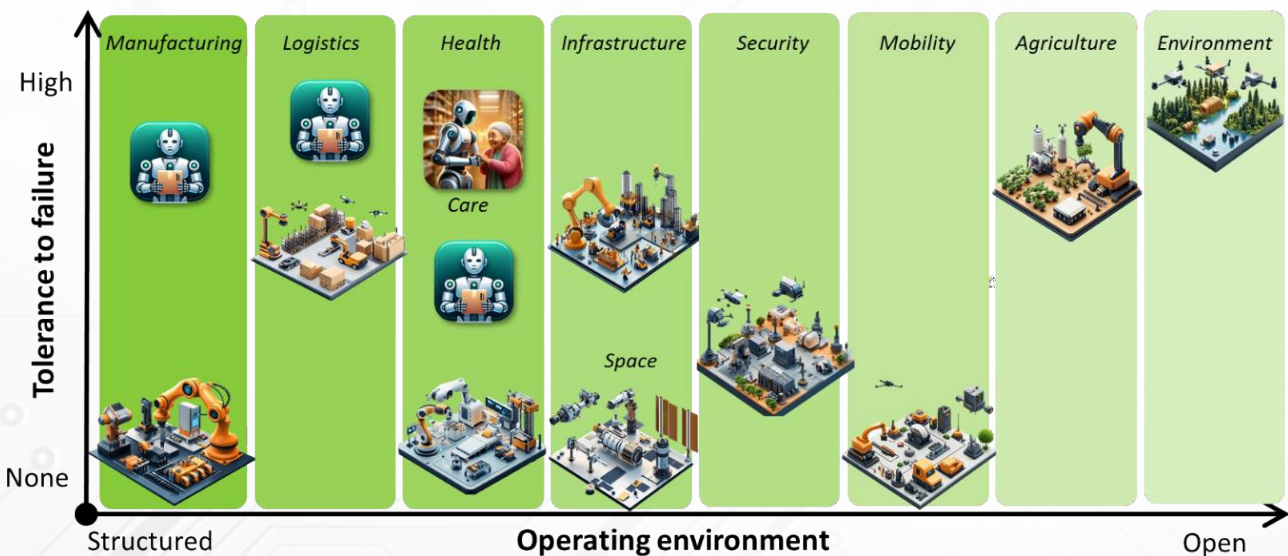 Manufacturing
Logistics
Health
Infrastructure
Security
Mobility
Agriculture
Environment
High
Tolerance to failure
Care
Space
None
Structured
Operating environment
Open